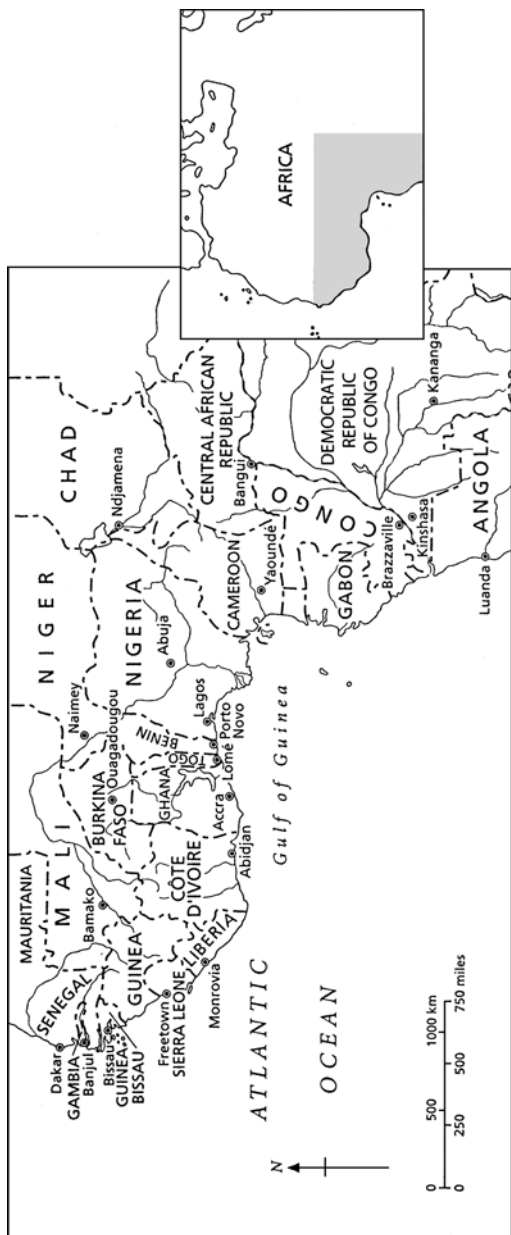 MAURITANIA
MALI
NIGER
CHAD
Dakar
SENEGAL
GAMBIA
Banjul
Bissau
GUINEA
BISSAU
Bamako
GUINEA
Freetown
SIERRA LEONE
LIBERIA
Monrovia
BURKINA
FASO
Ouagadougou
Naimey
CÔTE
D'IVOIRE
Abidjan
GHANA
Accra
TOGO
Lomé
BENIN
Porto
Novo
Lagos
NIGERIA
Abuja
Ndjamena
CAMEROON
Yaoundé
CENTRAL AFRICAN
REPUBLIC
Bangui
CONGO
GABON
Brazzaville
Kinshasa
DEMOCRATIC
REPUBLIC
OF CONGO
Kananga
ANGOLA
Luanda
Gulf of Guinea
ATLANTIC
OCEAN
N
0 500 1000 km
0 250 500 750 miles
AFRICA